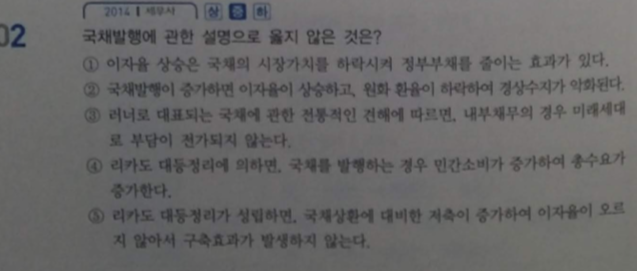 2014 | 세무사 상 중 하
02
국채발행에 관한 설명으로 옳지 않은 것은?
① 이자율 상승은 국채의 시장가치를 하락시켜 정부부채를 줄이는 효과가 있다.
② 국채발행이 증가하면 이자율이 상승하고, 원화 환율이 하락하여 경상수지가 악화된다.
③ 러너로 대표되는 국채에 관한 전통적인 견해에 따르면, 내부채무의 경우 미래세대
로 부담이 전가되지 않는다.
④ 리카도 대등정리에 의하면, 국채를 발행하는 경우 민간소비가 증가하여 총수요가
증가한다.
⑤ 리카도 대등정리가 성립하면, 국채상환에 대비한 저축이 증가하여 이자율이 오르
지 않아서 구축효과가 발생하지 않는다.